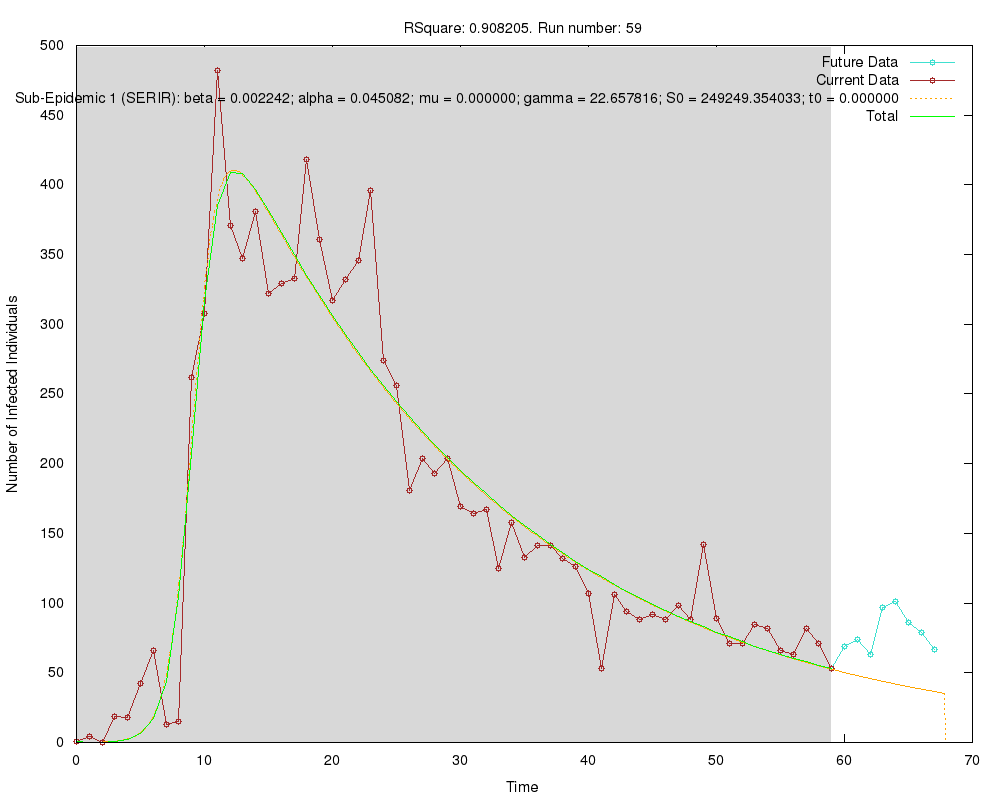 RSquare: 0.908205. Run number: 59
Future Data
Current Data
Sub-Epidemic 1 (SERIR): beta = 0.002242; alpha = 0.045082; mu = 0.000000; gamma = 22.657816; S0 = 249249.354033; t0 = 0.000000
Total
Number of Infected Individuals
500
450
400
350
300
250
200
150
100
50
0
0 10 20 30 40 50 60 70
Time